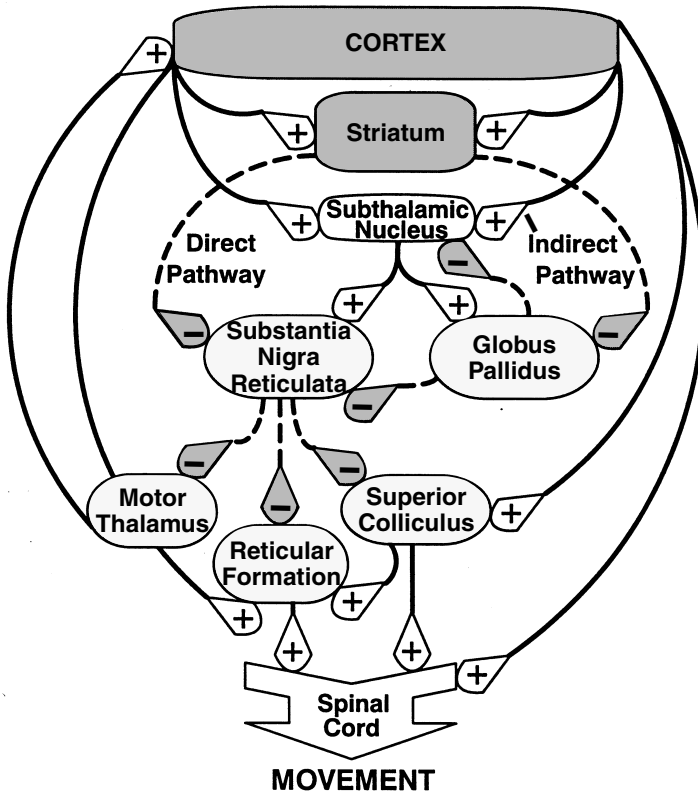 CORTEX
+
+
Striatum
+
+
Subthalamic
Nucleus
+
Direct
Pathway
−
Indirect
Pathway
+
+
−
Substantia
Nigra
Reticulata
Globus
Pallidus
−
−
−
−
−
Motor
Thalamus
Superior
Colliculus
+
Reticular
Formation
+
+
+
+
+
Spinal
Cord
MOVEMENT